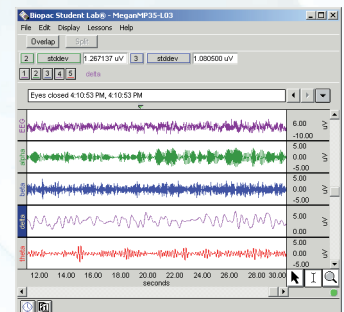 Biopac Student Lab® - MeganMP35-L03
File Edit Display Lessons Help
Overlap Split
2 stddev 1.267137 uV 3 stddev 1.080500 uV
1 2 3 4 5 delta
Eyes closed 4:10:53 PM, 4:10:53 PM
EEG 6.00 uV
-10.00
alpha 5.00
0.00 uV
-5.00
beta 5.00
0.00 uV
-5.00
delta 5.00 uV
0.00
theta 5.00
0.00 uV
-5.00
12.00 14.00 16.00 18.00 20.00 22.00 24.00 26.00 28.00 30.00
seconds